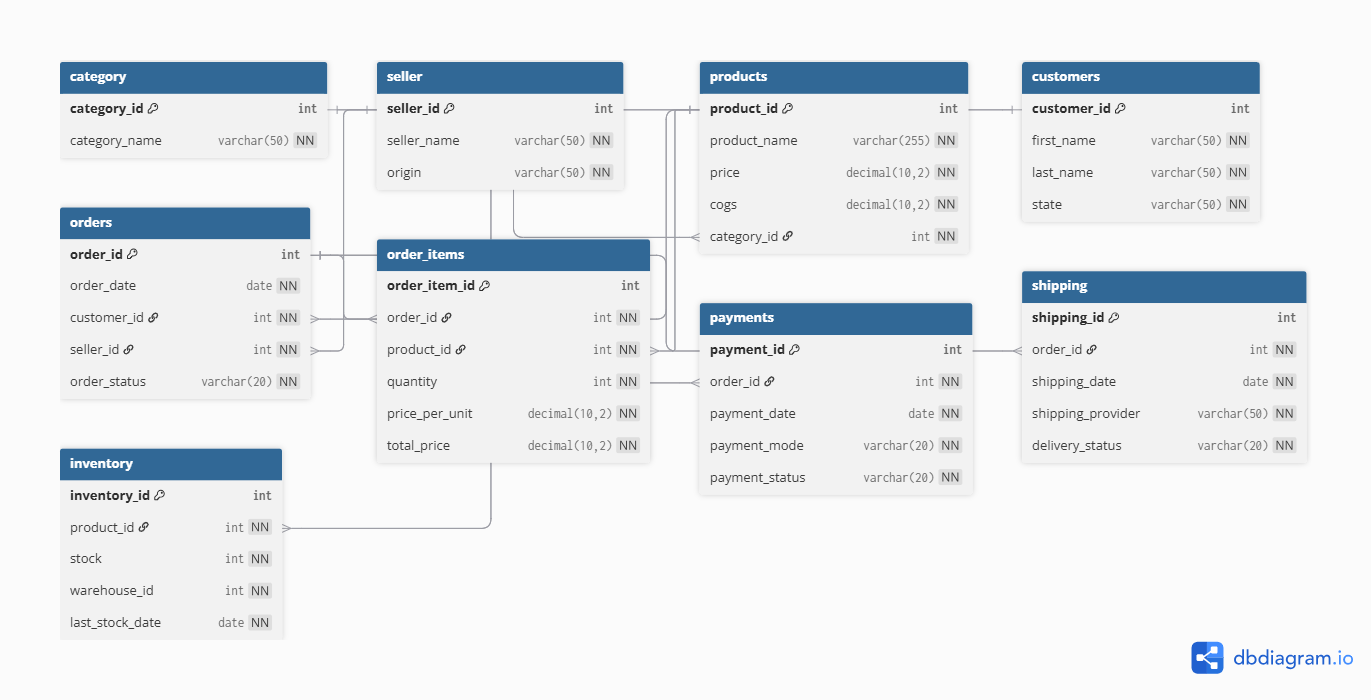 category
category_id int
category_name varchar(50) NN
seller
seller_id int
seller_name varchar(50) NN
origin varchar(50) NN
products
product_id int
product_name varchar(255) NN
price decimal(10,2) NN
cogs decimal(10,2) NN
category_id int NN
customers
customer_id int
first_name varchar(50) NN
last_name varchar(50) NN
state varchar(50) NN
orders
order_id int
order_date date NN
customer_id int NN
seller_id int NN
order_status varchar(20) NN
order_items
order_item_id int
order_id int NN
product_id int NN
quantity int NN
price_per_unit decimal(10,2) NN
total_price decimal(10,2) NN
payments
payment_id int
order_id int NN
payment_date date NN
payment_mode varchar(20) NN
payment_status varchar(20) NN
shipping
shipping_id int
order_id int NN
shipping_date date NN
shipping_provider varchar(50) NN
delivery_status varchar(20) NN
inventory
inventory_id int
product_id int NN
stock int NN
warehouse_id int NN
last_stock_date date NN
dbdiagram.io